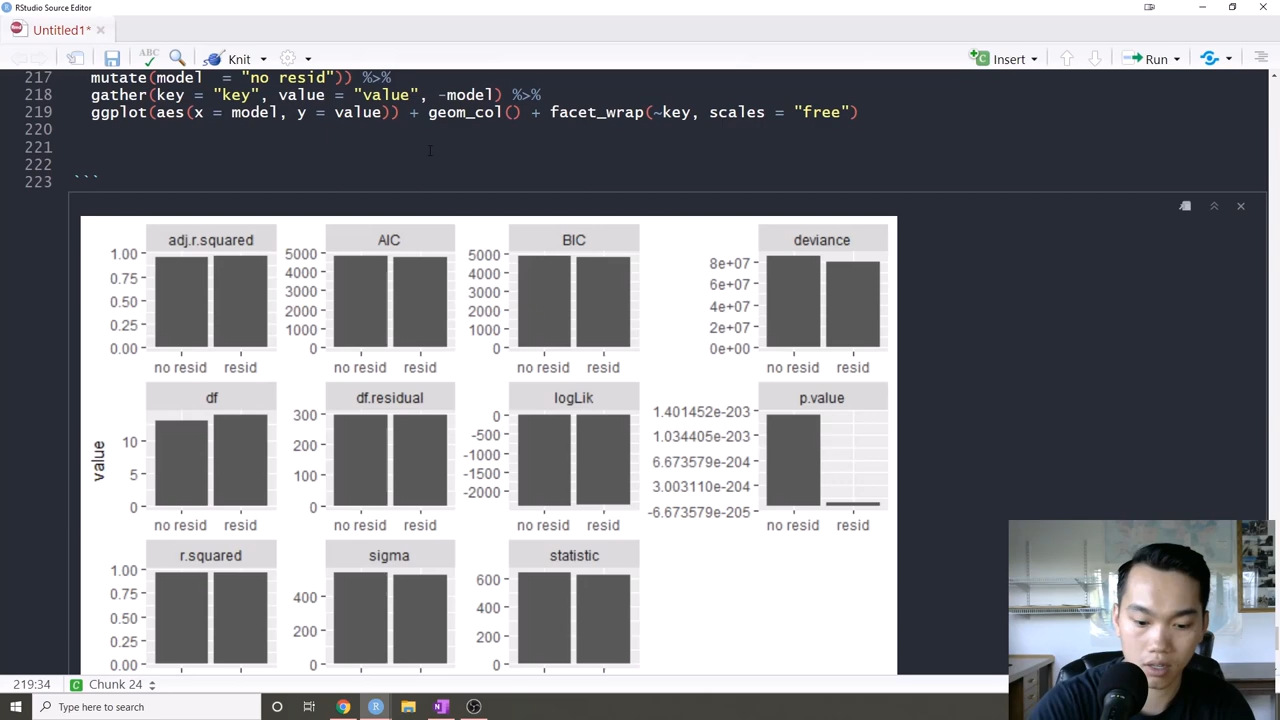 RStudio Source Editor
Untitled1*
ABC
Knit
Insert
Run
217 mutate(model  = "no resid")) %>%
218 gather(key = "key", value = "value", -model) %>%
219 ggplot(aes(x = model, y = value)) + geom_col() + facet_wrap(~key, scales = "free")
220
221
222
223 ```
adj.r.squared AIC BIC deviance
1.00 5000 5000 8e+07
0.75 4000 4000 6e+07
0.50 3000 3000 4e+07
0.25 2000 2000 2e+07
0.00 1000 1000 0e+00
0 0
no resid resid no resid resid no resid resid no resid resid
df df.residual logLik p.value
10 300 0 1.401452e-203
5 200 -500 1.034405e-203
0 100 -1000 6.673579e-204
0 -1500 3.003110e-204
-2000 -6.673579e-205
no resid resid no resid resid no resid resid no resid resid
value
r.squared sigma statistic
1.00 400 600
0.75 200 400
0.50 0 200
0.25 0
0.00
219:34 C Chunk 24
Type here to search